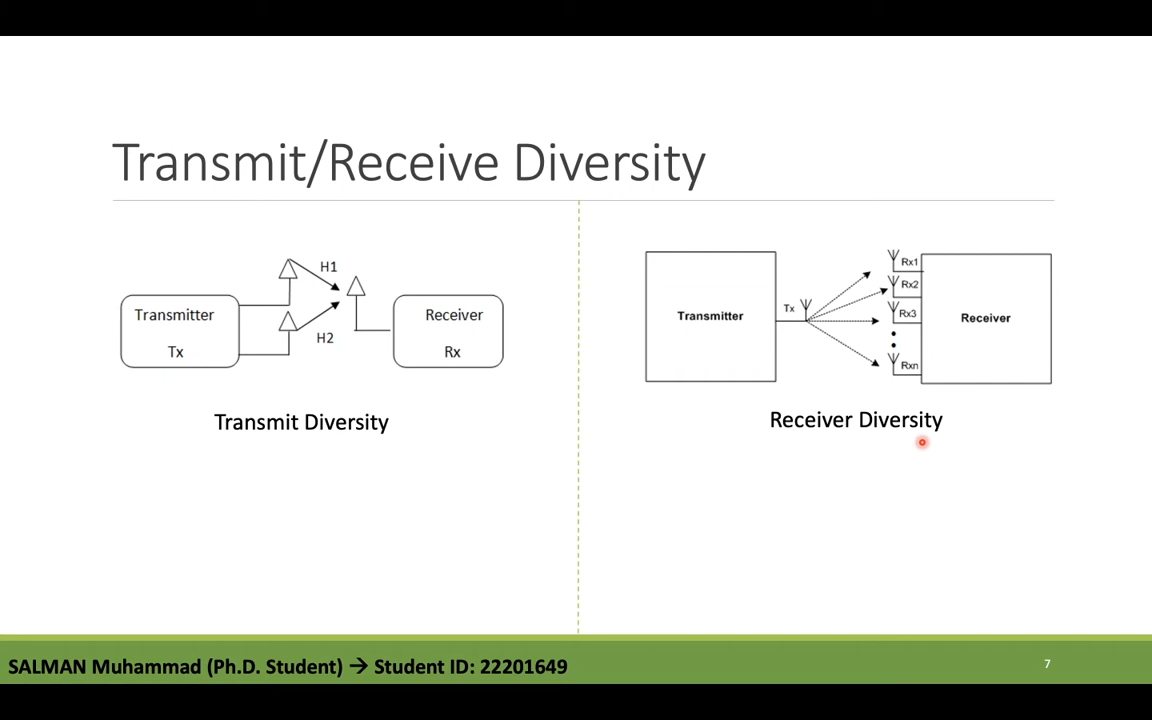 Transmit/Receive Diversity
H1
Transmitter
Tx
H2
Receiver
Rx
Transmit Diversity
Transmitter
Tx
Rx1
Rx2
Rx3
Rxn
Receiver
Receiver Diversity
SALMAN Muhammad (Ph.D. Student) → Student ID: 22201649
7